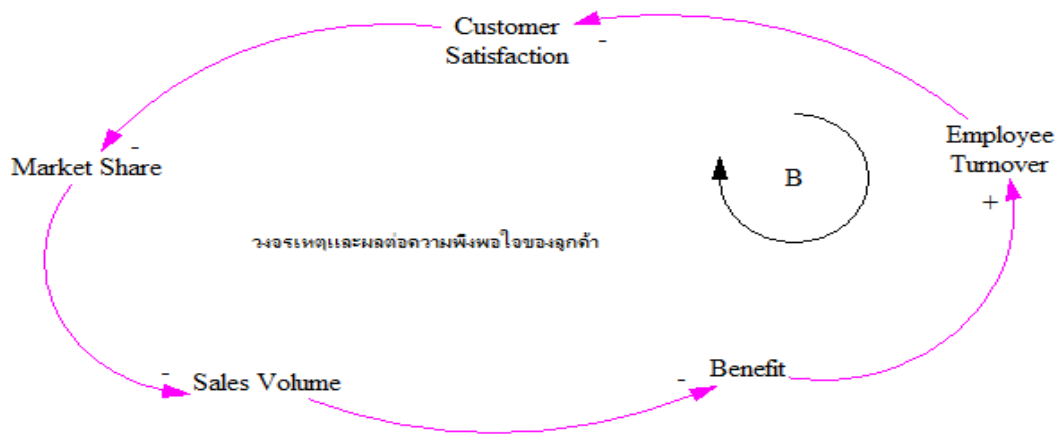 Customer
Satisfaction
-
-
Market Share
Employee
Turnover
+
B
วงจรเหตุและผลต่อความพึงพอใจของลูกค้า
-
Sales Volume
-
Benefit